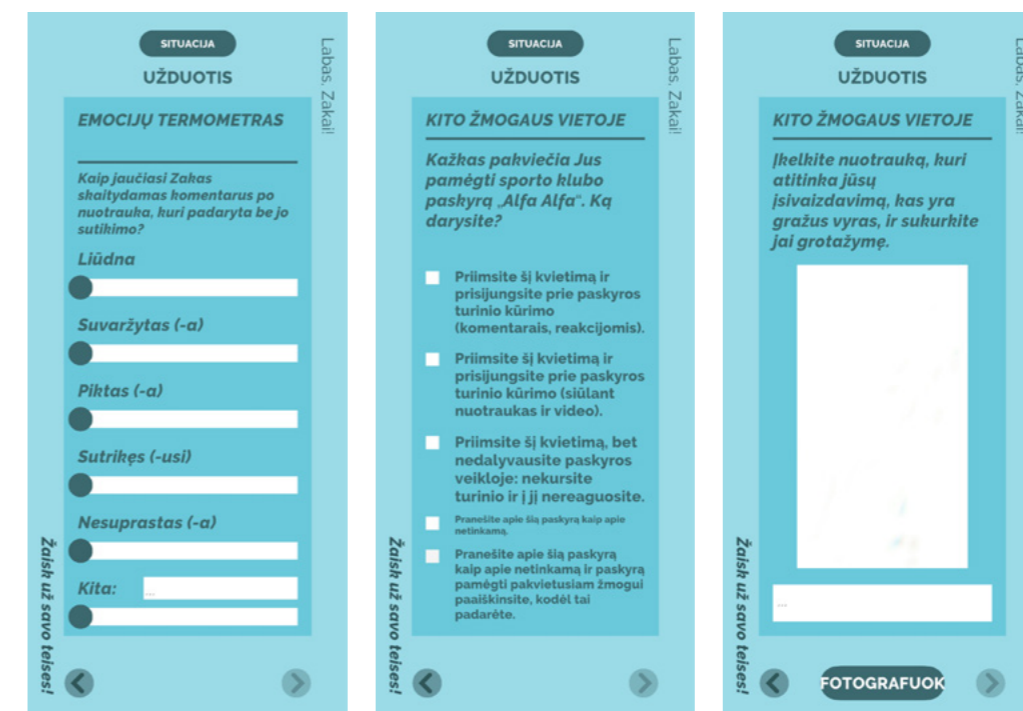 SITUACIJA
UŽDUOTIS
EMOCIJŲ TERMOMETRAS
Kaip jaučiasi Zakas
skaitydamas komentarus po
nuotrauka, kuri padaryta be jo
sutikimo?
Liūdna
Suvaržytas (-a)
Piktas (-a)
Sutrikęs (-usi)
Nesuprastas (-a)
Kita:
...
Labas, Zakai!
Žaisk už savo teises!
SITUACIJA
UŽDUOTIS
KITO ŽMOGAUS VIETOJE
Kažkas pakviečia Jus
pamėgti sporto klubo
paskyrą „Alfa Alfa“. Ką
darysite?
Priimsite šį kvietimą ir
prisijungsite prie paskyros
turinio kūrimo
(komentarais, reakcijomis).
Priimsite šį kvietimą ir
prisijungsite prie paskyros
turinio kūrimo (siūlant
nuotraukas ir video).
Priimsite šį kvietimą, bet
nedalyvausite paskyros
veikloje: nekursite
turinio ir į jį nereaguosite.
Pranešite apie šią paskyrą kaip apie
netinkamą.
Pranešite apie šią paskyrą
kaip apie netinkamą ir paskyrą
pamėgti pakvietusiam žmogui
paaiškinsite, kodėl tai
padarėte.
Labas, Zakai!
Žaisk už savo teises!
SITUACIJA
UŽDUOTIS
KITO ŽMOGAUS VIETOJE
Įkelkite nuotrauką, kuri
atitinka jūsų
įsivaizdavimą, kas yra
gražus vyras, ir sukurkite
jai grotažymę.
...
FOTOGRAFUOK
Labas, Zakai!
Žaisk už savo teises!